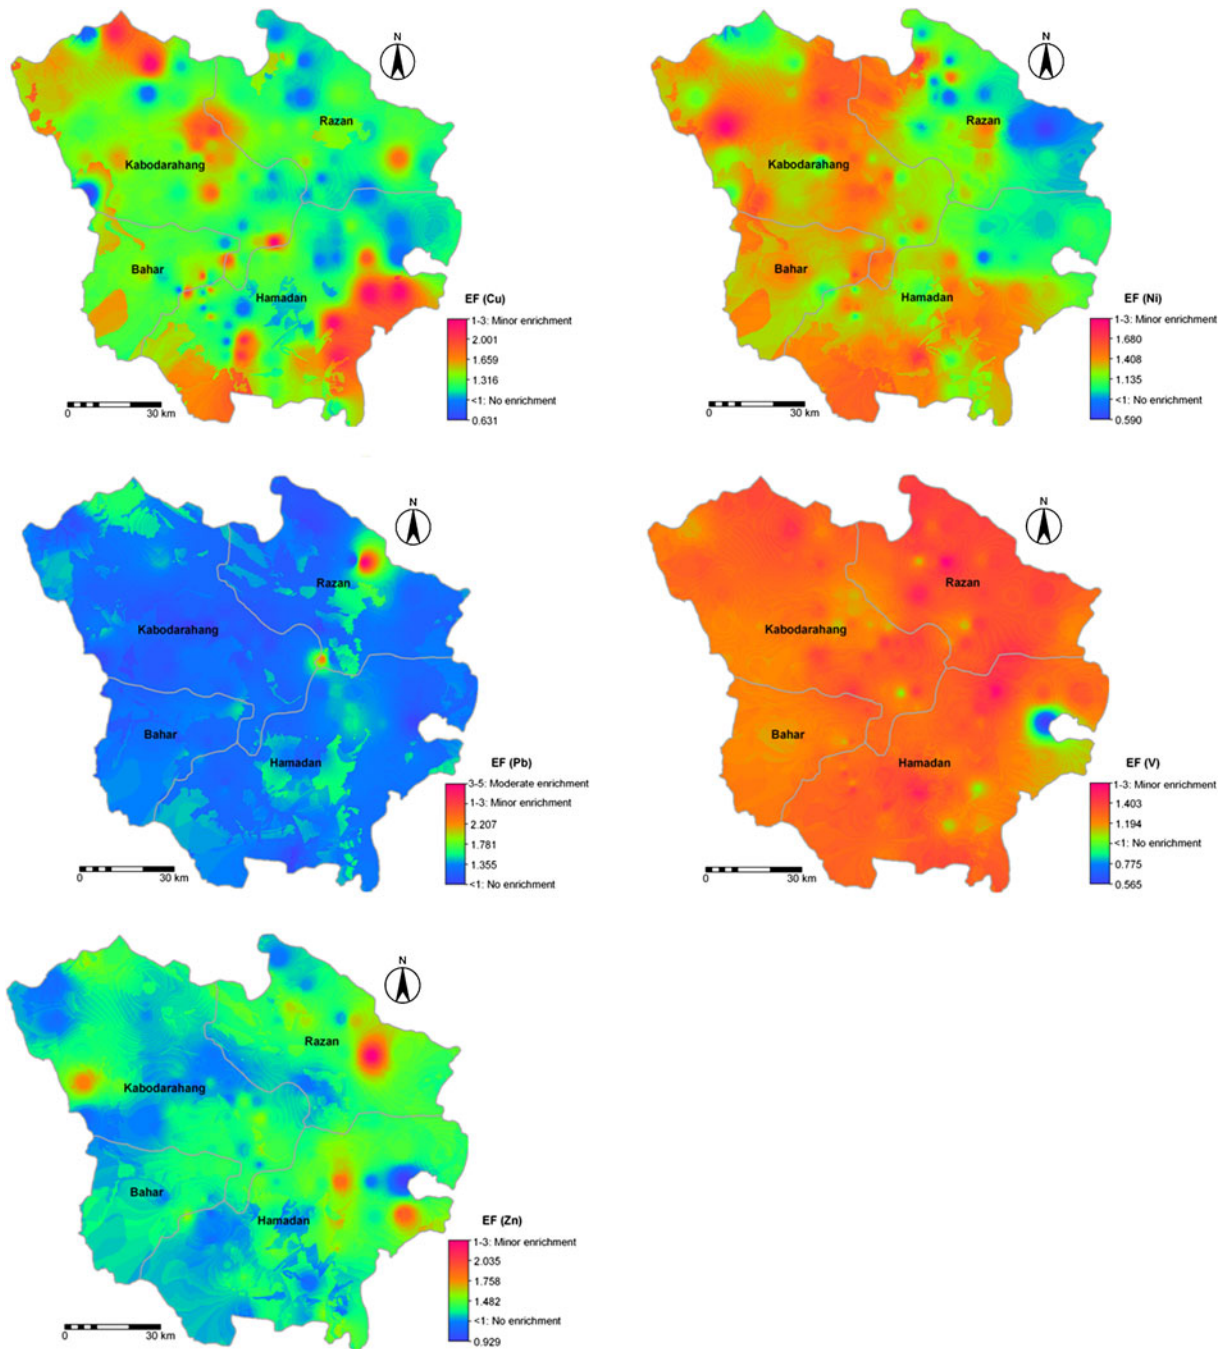 N
Razan
Kabodarahang
Bahar
Hamadan
EF (Cu)
1-3: Minor enrichment
2.001
1.659
1.316
<1: No enrichment
0.631
0 30 km
N
Razan
Kabodarahang
Bahar
Hamadan
EF (Ni)
1-3: Minor enrichment
1.680
1.408
1.135
<1: No enrichment
0.590
0 30 km
N
Razan
Kabodarahang
Bahar
Hamadan
EF (Pb)
3-5: Moderate enrichment
1-3: Minor enrichment
2.207
1.781
1.355
<1: No enrichment
0 30 km
N
Razan
Kabodarahang
Bahar
Hamadan
EF (V)
1-3: Minor enrichment
1.403
1.194
<1: No enrichment
0.775
0.565
0 30 km
N
Razan
Kabodarahang
Bahar
Hamadan
EF (Zn)
1-3: Minor enrichment
2.035
1.758
1.482
<1: No enrichment
0.929
0 30 km